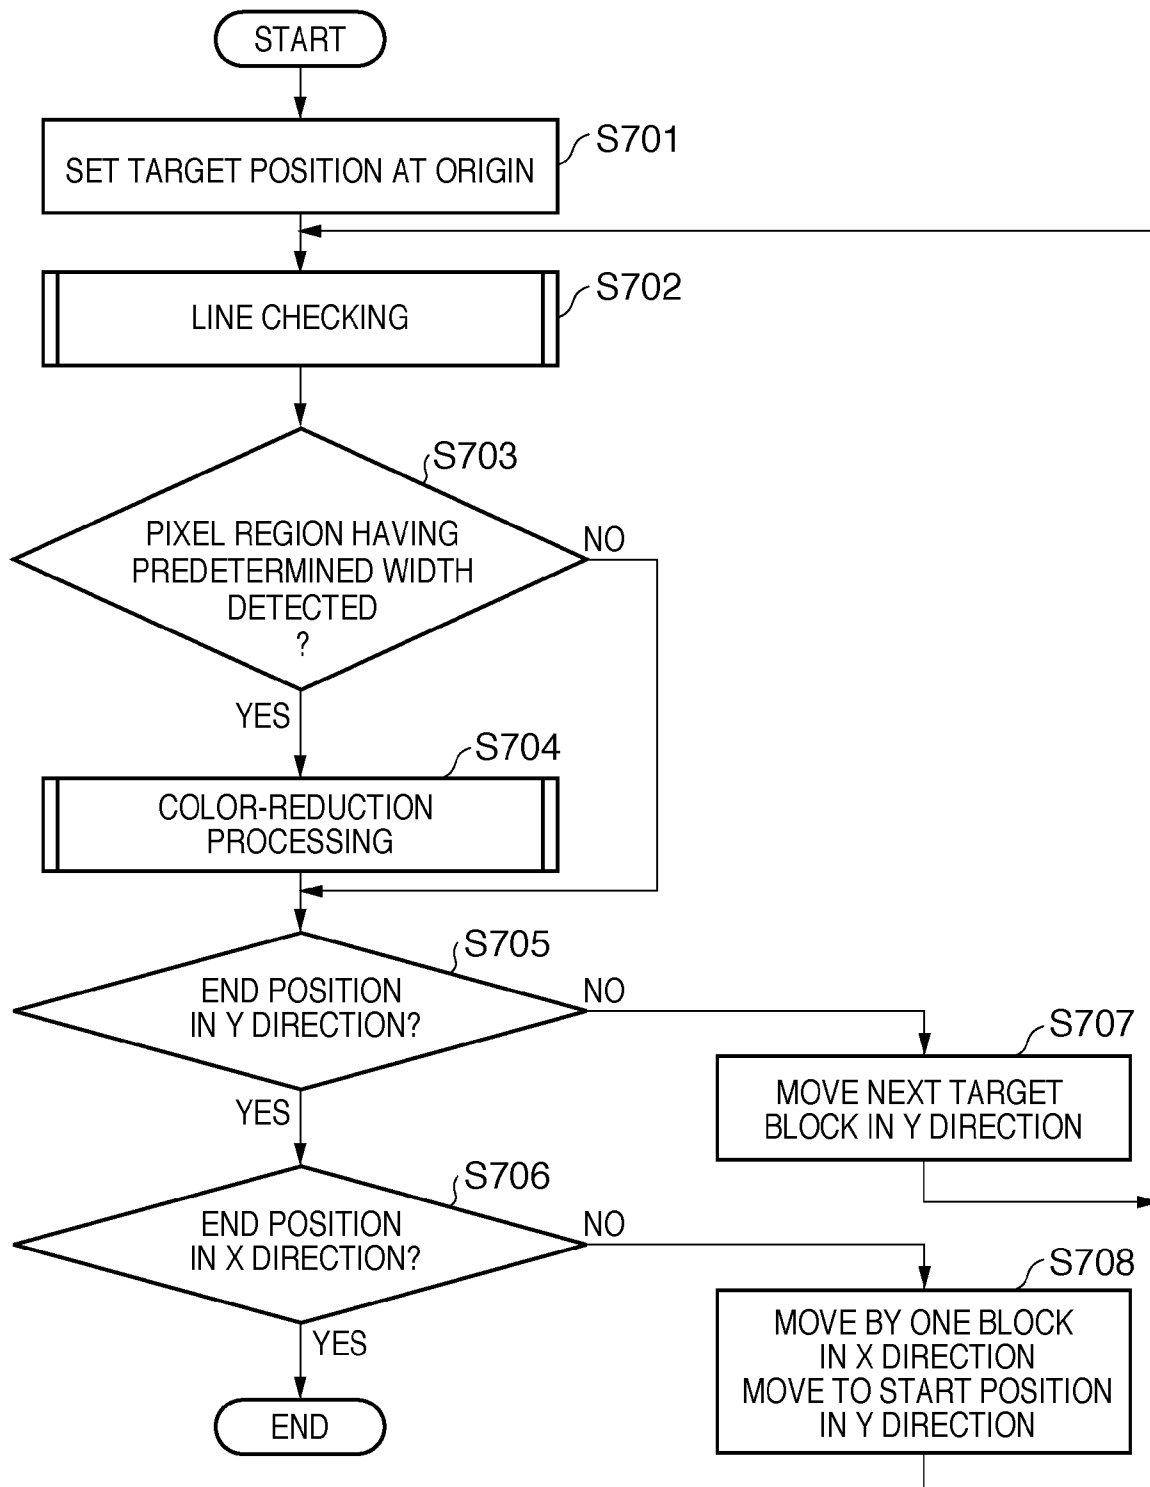 START
S701
SET TARGET POSITION AT ORIGIN
S702
LINE CHECKING
S703
PIXEL REGION HAVING
PREDETERMINED WIDTH
DETECTED
?
NO
YES
S704
COLOR-REDUCTION
PROCESSING
S705
END POSITION
IN Y DIRECTION?
NO
YES
S707
MOVE NEXT TARGET
BLOCK IN Y DIRECTION
S706
END POSITION
IN X DIRECTION?
NO
YES
S708
MOVE BY ONE BLOCK
IN X DIRECTION
MOVE TO START POSITION
IN Y DIRECTION
END